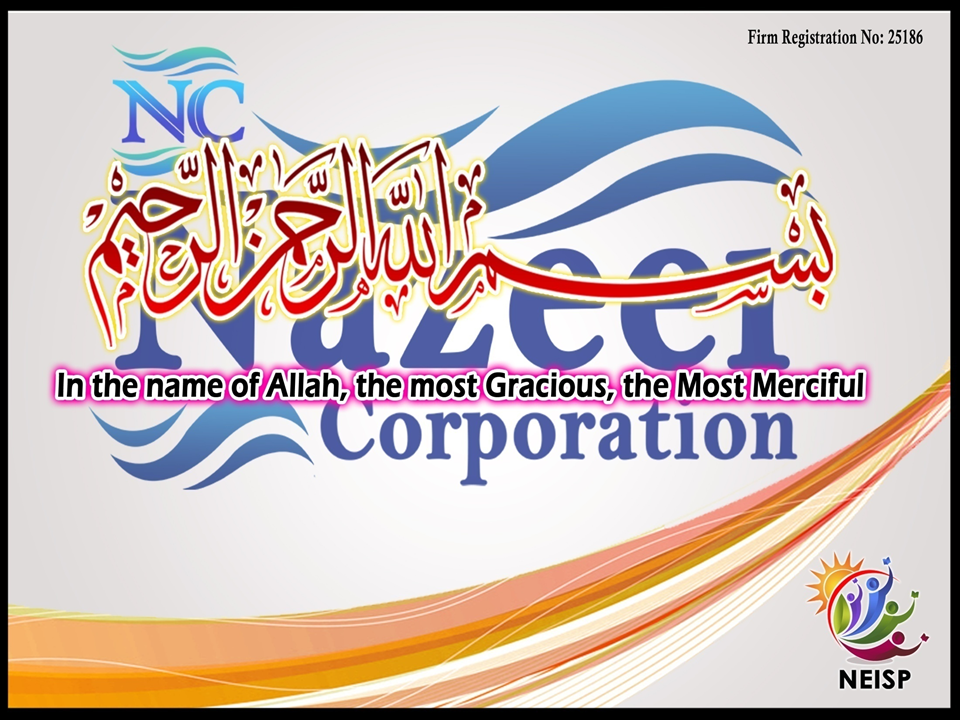 Firm Registration No: 25186
NC
بسم الله الرحمن الرحيم
Nazeer
In the name of Allah, the most Gracious, the Most Merciful
Corporation
NEISP